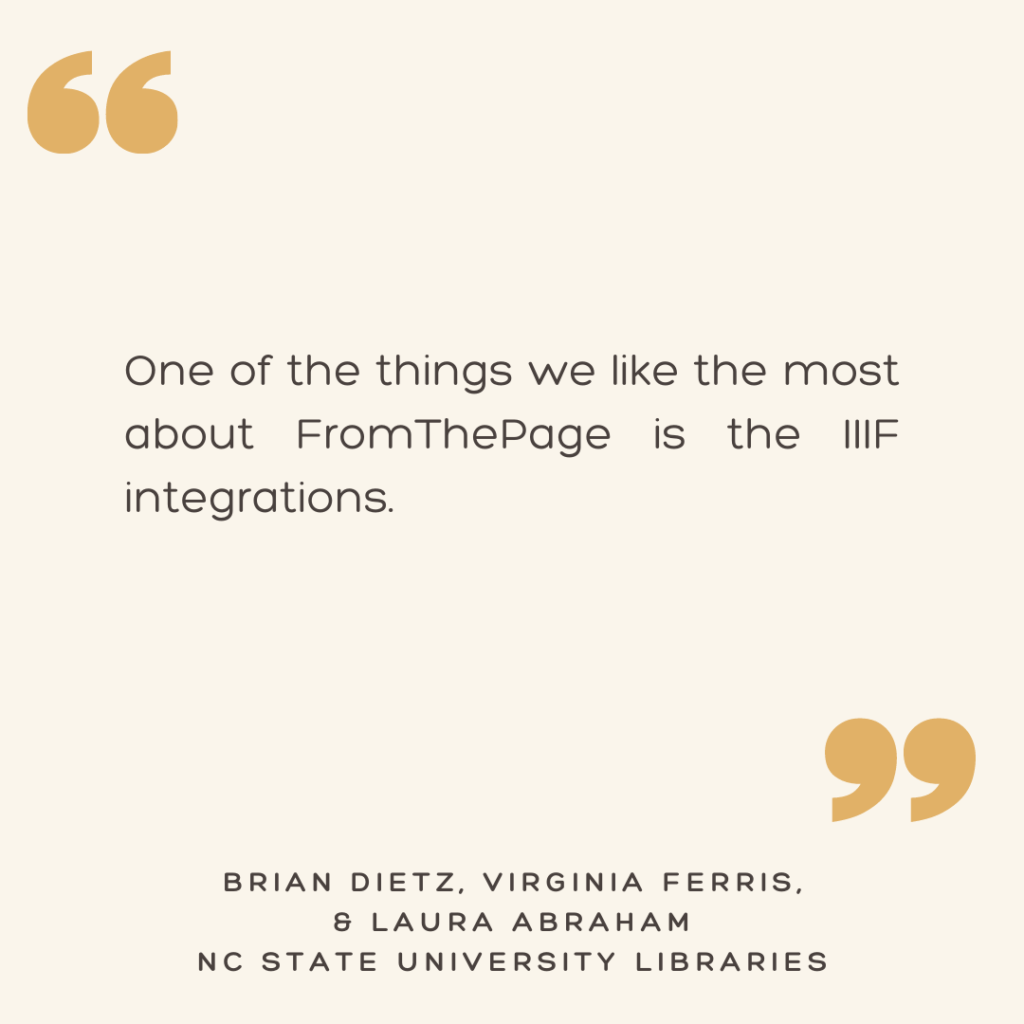 “
One of the things we like the most
about FromThePage is the IIIF
integrations.
”
BRIAN DIETZ, VIRGINIA FERRIS,
& LAURA ABRAHAM
NC STATE UNIVERSITY LIBRARIES